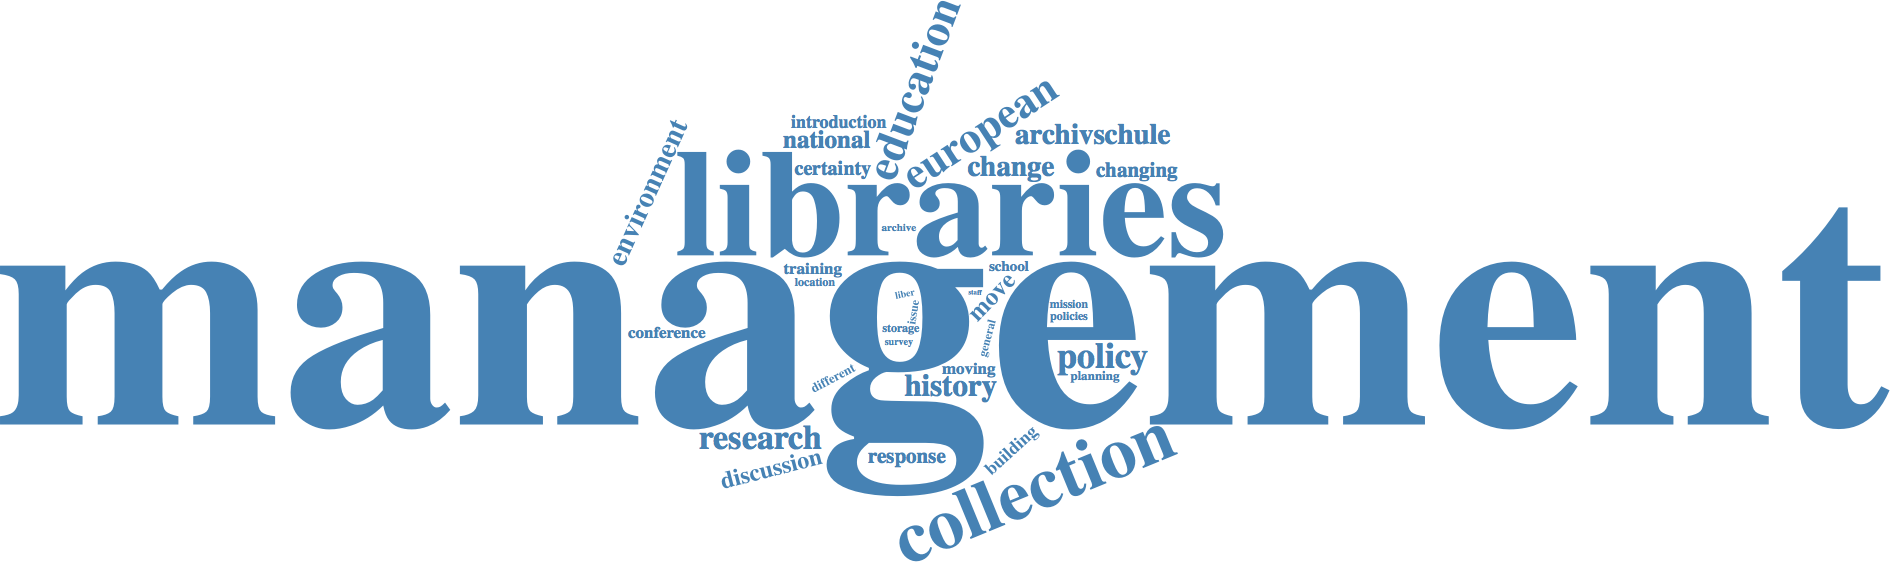 education
european
introduction
national
archivschule
environment
certainty
change
changing
libraries
archive
training
school
location
management
liber
staff
issue
move
mission
policies
storage
survey
conference
general
policy
planning
different
moving
history
research
discussion
response
building
collection